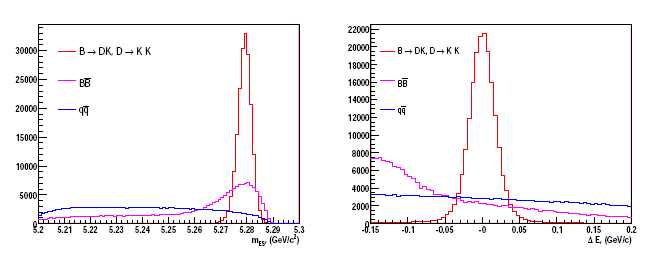 30000
25000
20000
15000
10000
5000
0
B → DK, D → K K
BB̅
qq̅
5.2 5.21 5.22 5.23 5.24 5.25 5.26 5.27 5.28 5.29 5.3
m_ES, (GeV/c²)
22000
20000
18000
16000
14000
12000
10000
8000
6000
4000
2000
0
B → DK, D → K K
BB̅
qq̅
-0.15 -0.1 -0.05 -0 0.05 0.1 0.15 0.2
Δ E, (GeV/c)